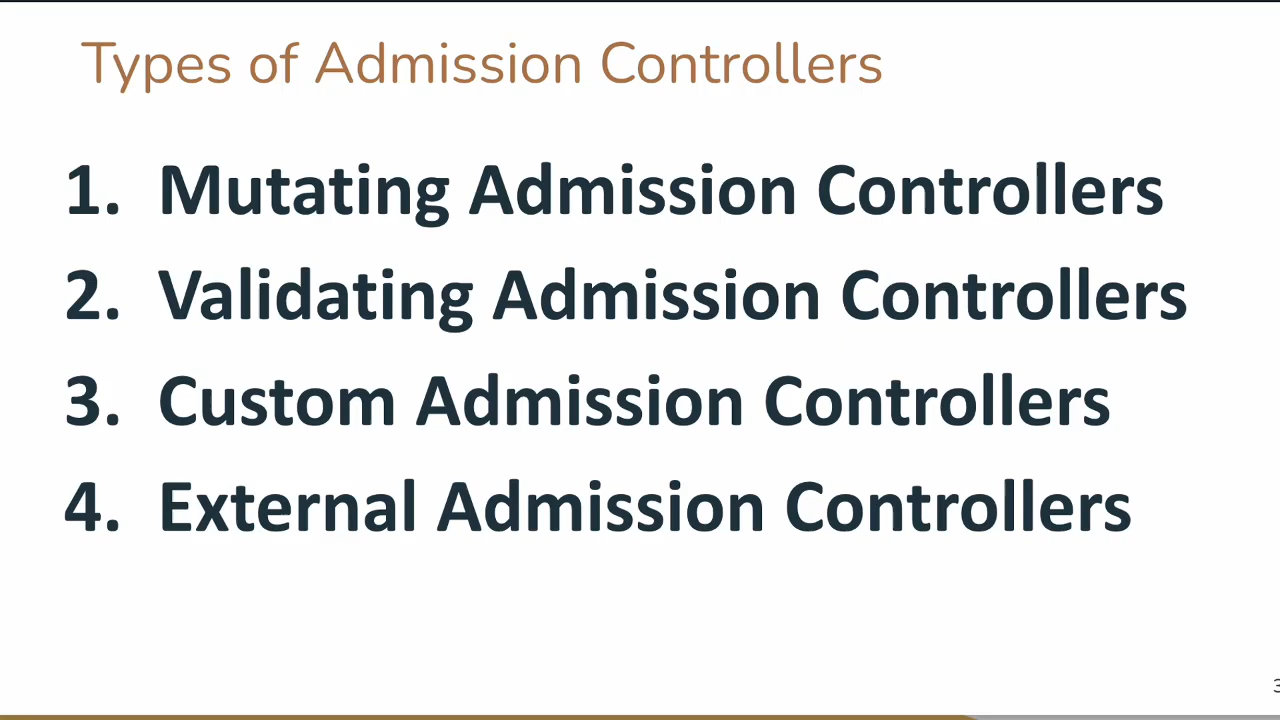 Types of Admission Controllers
1. Mutating Admission Controllers
2. Validating Admission Controllers
3. Custom Admission Controllers
4. External Admission Controllers